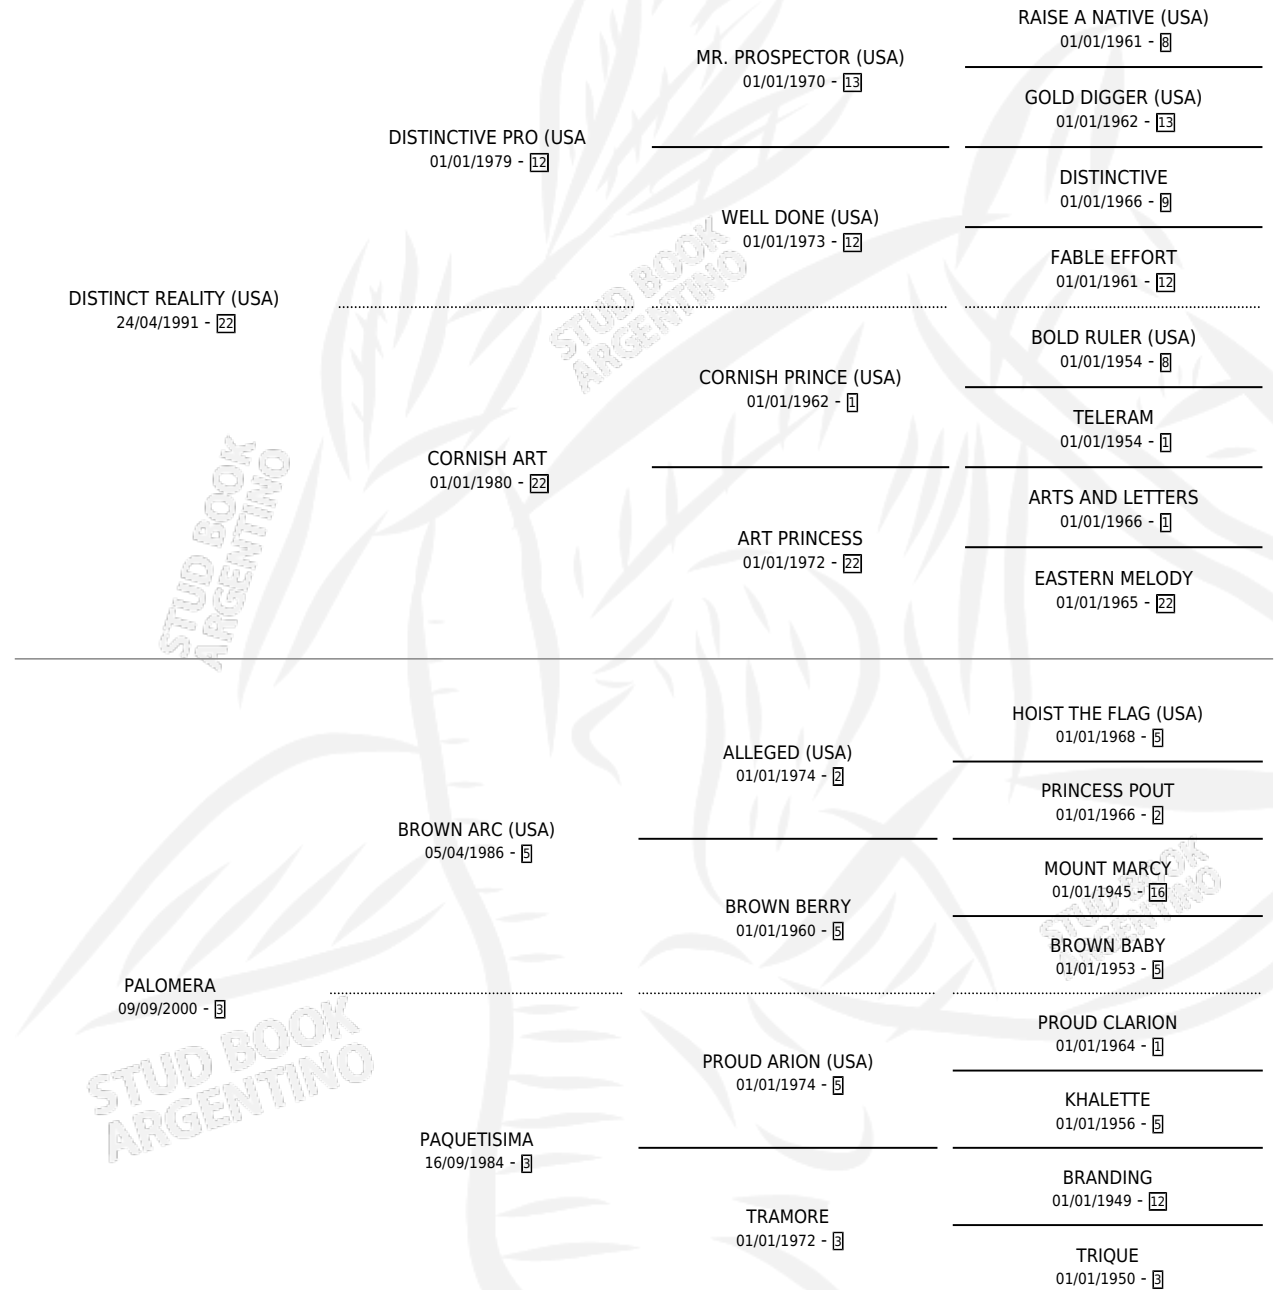 RAISE A NATIVE (USA)
01/01/1961 - 8
MR. PROSPECTOR (USA)
01/01/1970 - 13
GOLD DIGGER (USA)
01/01/1962 - 13
DISTINCTIVE PRO (USA
01/01/1979 - 12
DISTINCTIVE
01/01/1966 - 9
WELL DONE (USA)
01/01/1973 - 12
FABLE EFFORT
01/01/1961 - 12
DISTINCT REALITY (USA)
24/04/1991 - 22
BOLD RULER (USA)
01/01/1954 - 8
CORNISH PRINCE (USA)
01/01/1962 - 1
TELERAM
01/01/1954 - 1
CORNISH ART
01/01/1980 - 22
ARTS AND LETTERS
01/01/1966 - 1
ART PRINCESS
01/01/1972 - 22
EASTERN MELODY
01/01/1965 - 22
HOIST THE FLAG (USA)
01/01/1968 - 5
ALLEGED (USA)
01/01/1974 - 2
PRINCESS POUT
01/01/1966 - 2
BROWN ARC (USA)
05/04/1986 - 5
MOUNT MARCY
01/01/1945 - 16
BROWN BERRY
01/01/1960 - 5
BROWN BABY
01/01/1953 - 5
PALOMERA
09/09/2000 - 3
PROUD CLARION
01/01/1964 - 1
PROUD ARION (USA)
01/01/1974 - 5
KHALETTE
01/01/1956 - 5
PAQUETISIMA
16/09/1984 - 3
BRANDING
01/01/1949 - 12
TRAMORE
01/01/1972 - 3
TRIQUE
01/01/1950 - 3
STUD BOOK
ARGENTINO
STUD BOOK
ARGENTINO
STUD BOOK
ARGENTINO
STUD BOOK
ARGENTINO